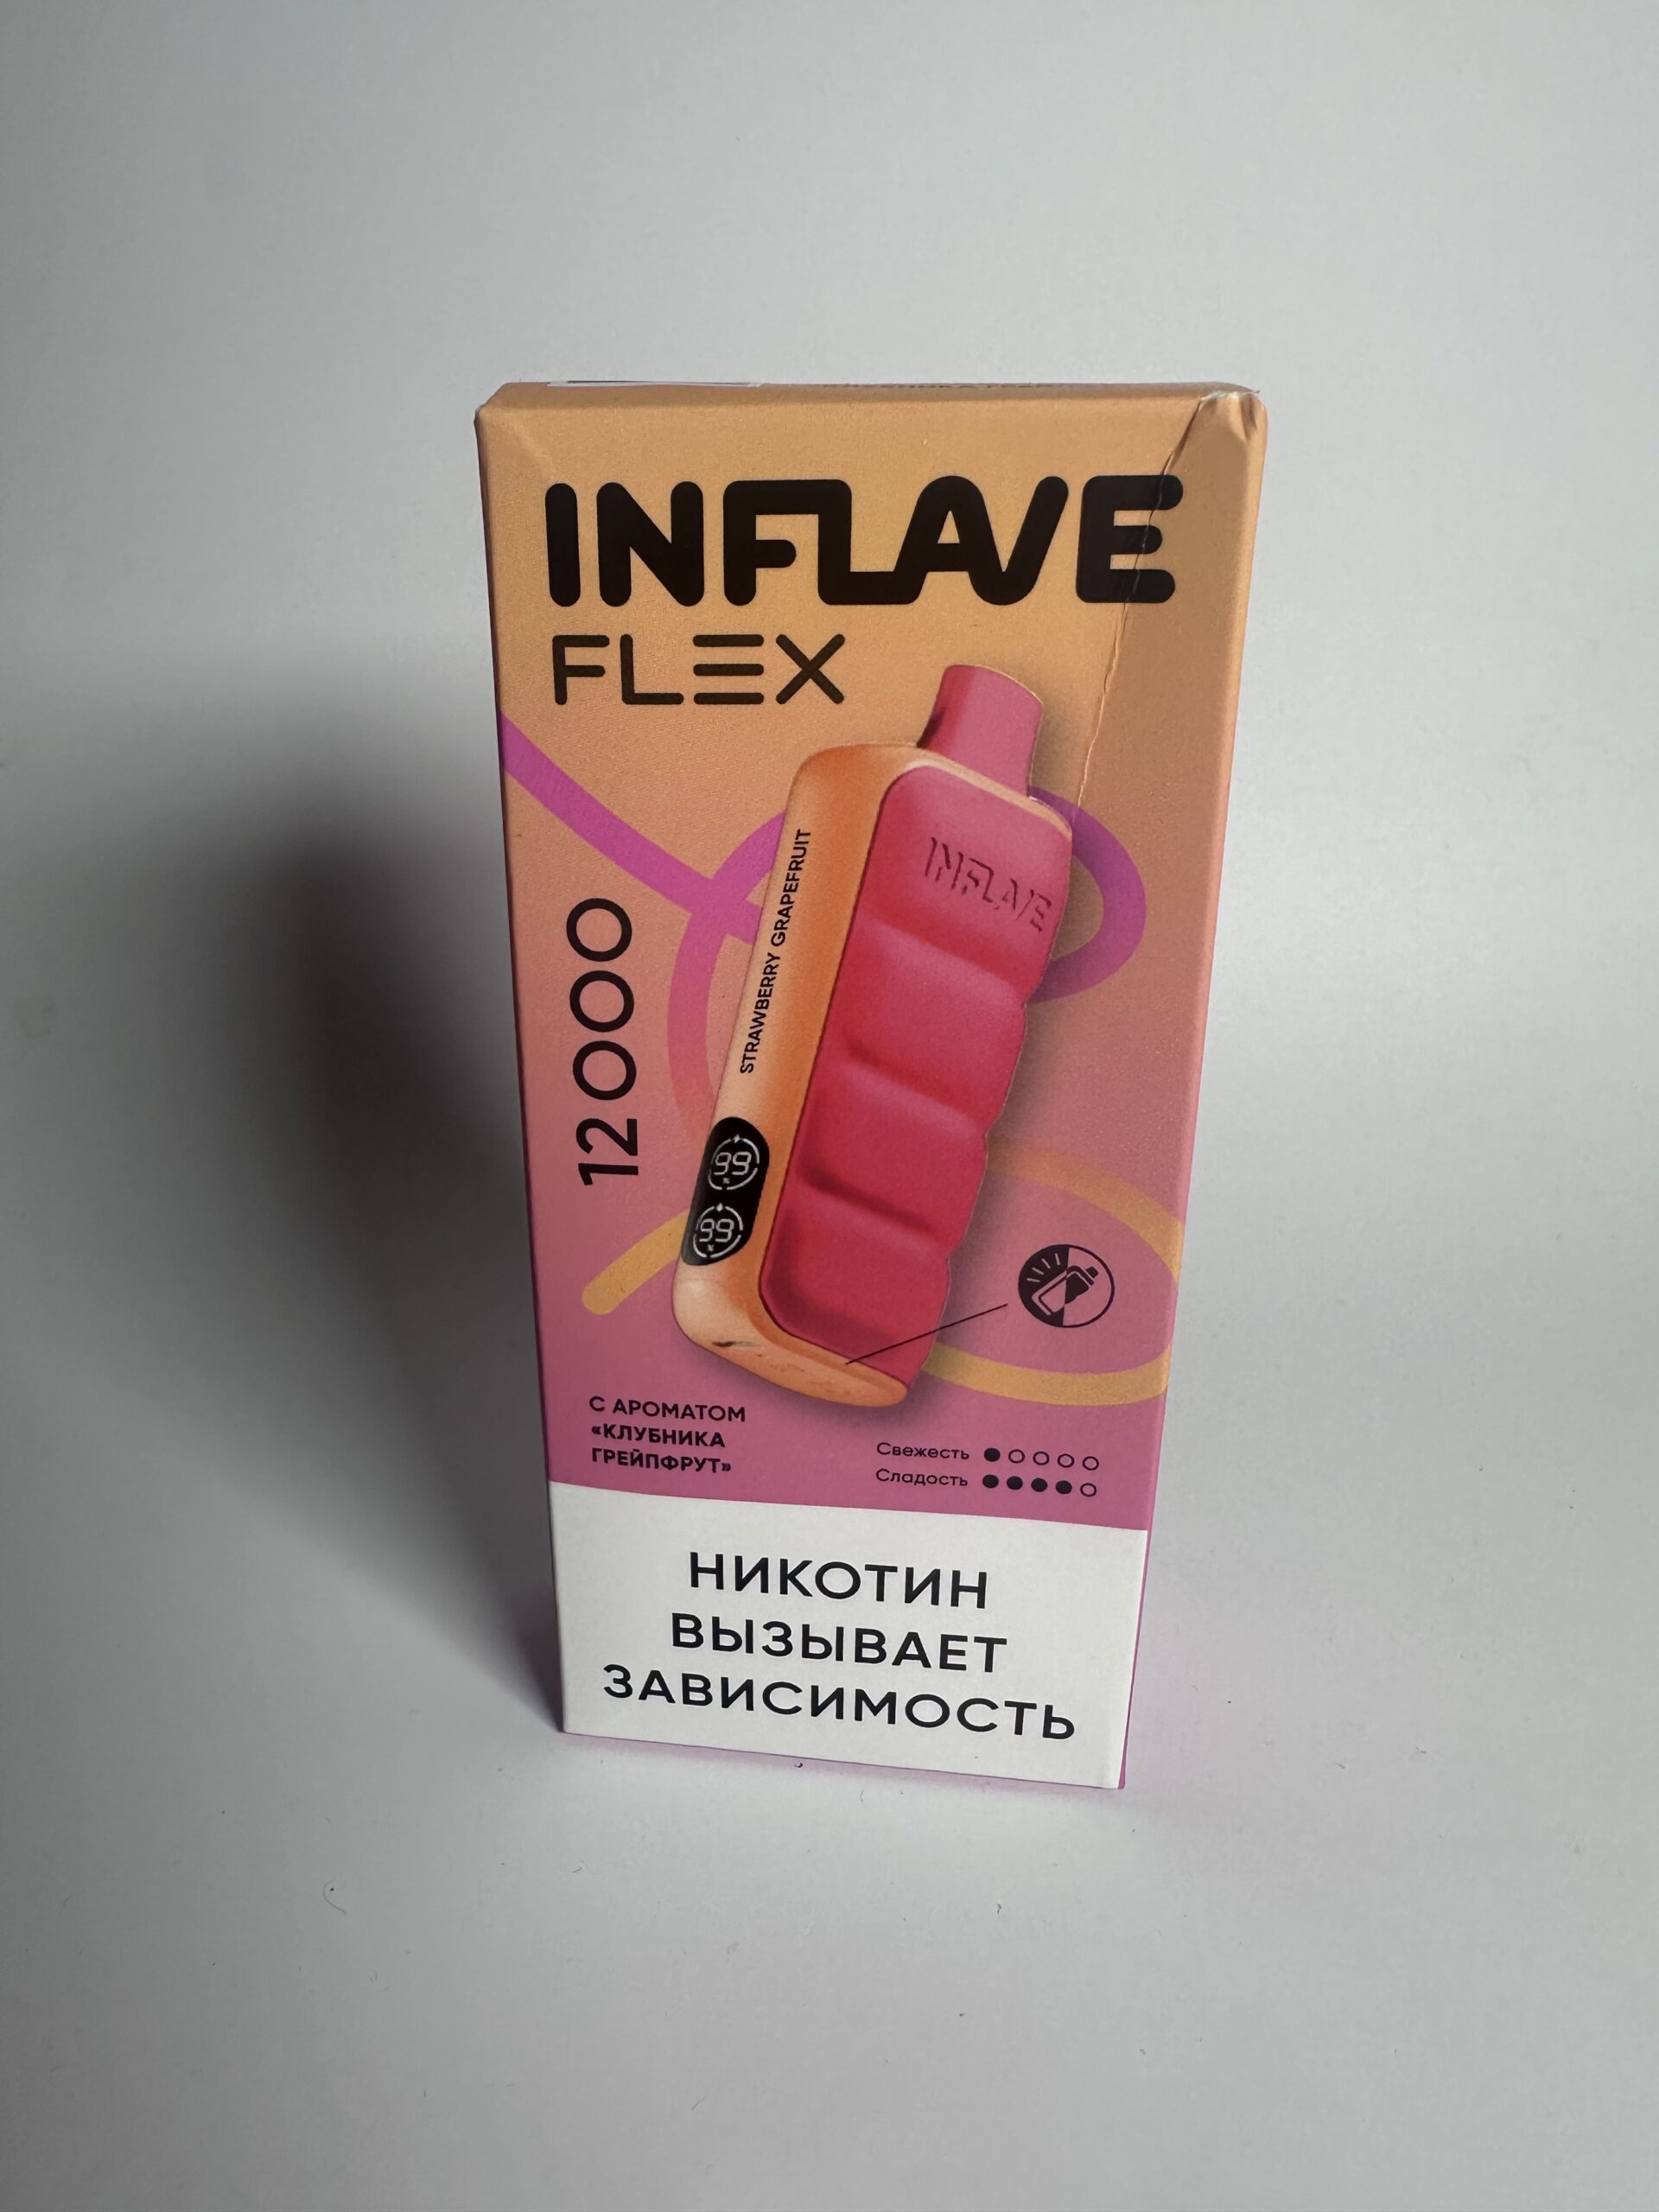 INFLAVE
FLEX
12000
STRAWBERRY GRAPEFRUIT
INFLAVE
99
%
99
%
С АРОМАТОМ
«КЛУБНИКА
ГРЕЙПФРУТ»
Свежесть
Сладость
НИКОТИН
ВЫЗЫВАЕТ
ЗАВИСИМОСТЬ